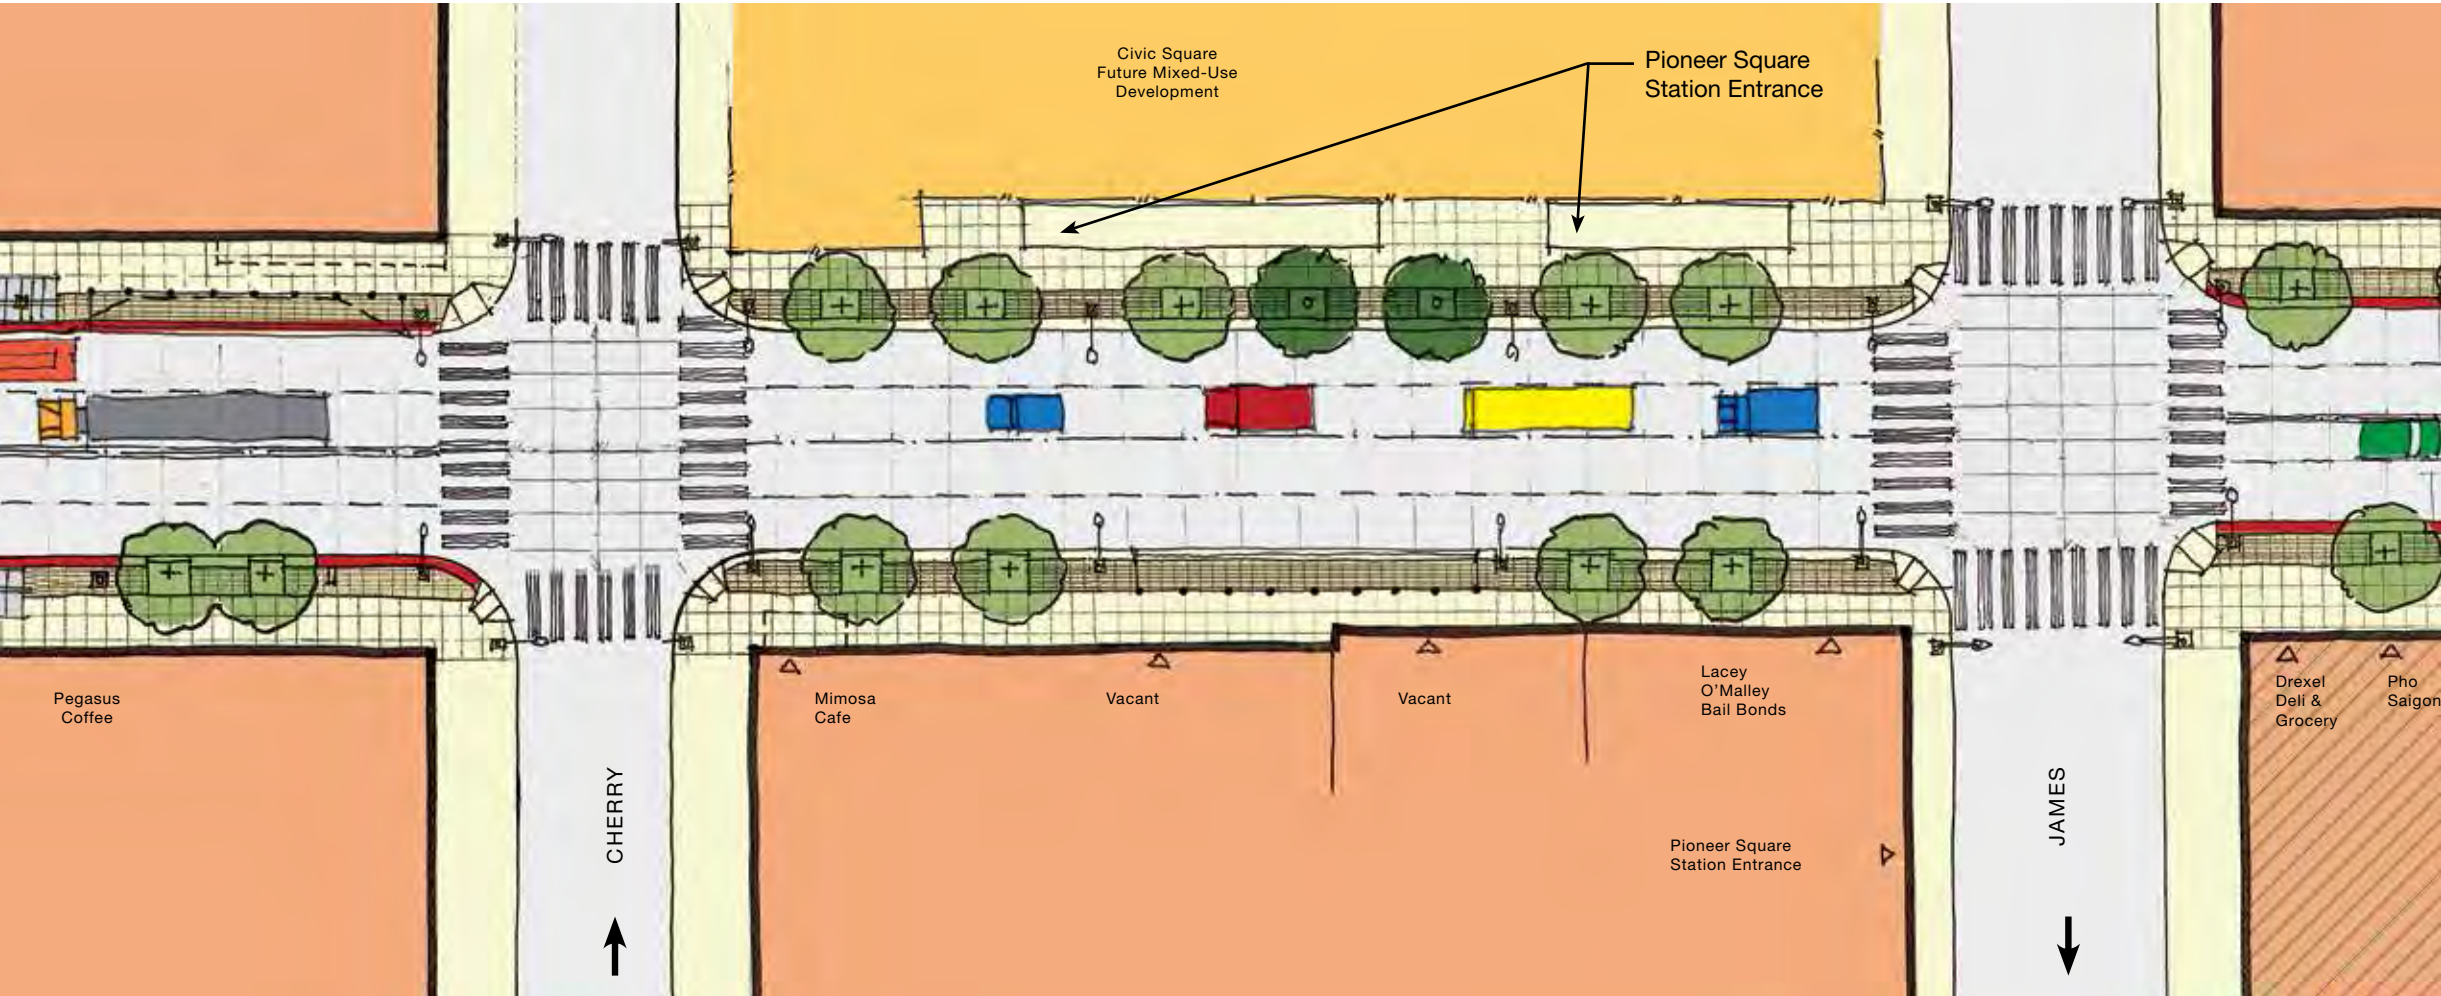 Civic Square
Future Mixed-Use
Development
Pioneer Square
Station Entrance
Pegasus
Coffee
Mimosa
Cafe
Vacant
Vacant
Lacey
O'Malley
Bail Bonds
Drexel
Deli &
Grocery
Pho
Saigon
CHERRY
JAMES
Pioneer Square
Station Entrance